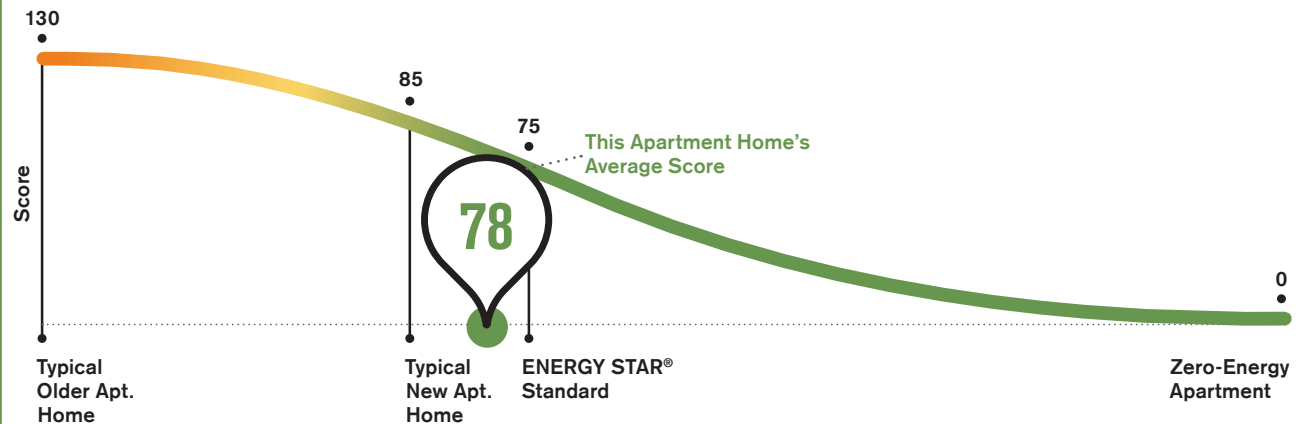 130
85
75
This Apartment Home's
Average Score
Score
78
0
Typical
Older Apt.
Home
Typical
New Apt.
Home
ENERGY STAR®
Standard
Zero-Energy
Apartment